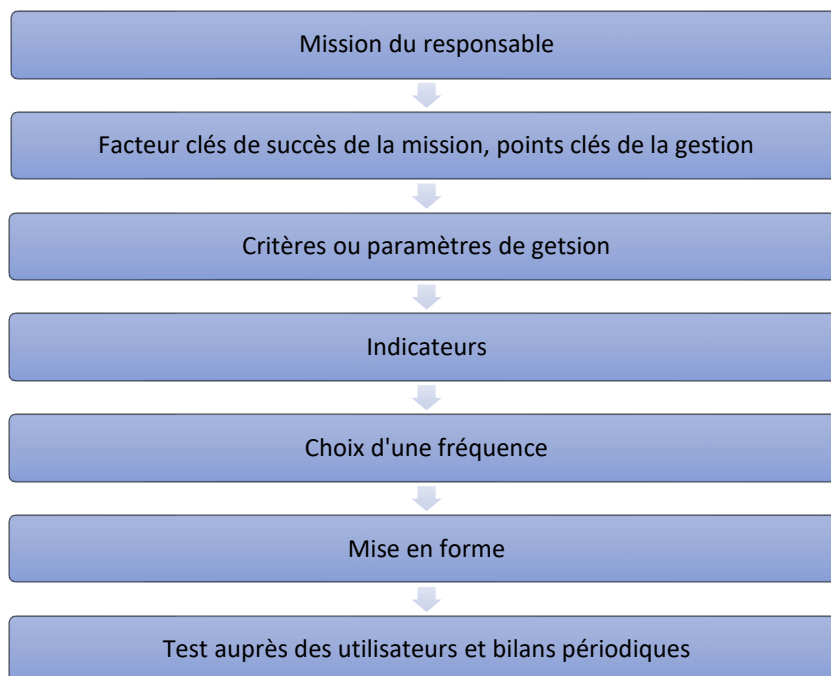 Mission du responsable
Facteur clés de succès de la mission, points clés de la gestion
Critères ou paramètres de getsion
Indicateurs
Choix d'une fréquence
Mise en forme
Test auprès des utilisateurs et bilans périodiques